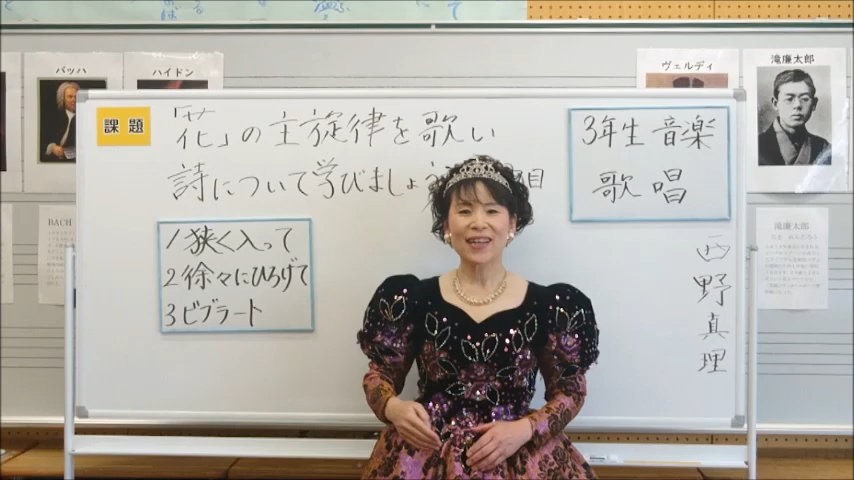 バッハ
ハイドン
ヴェルディ
滝廉太郎
課題
「花」の主旋律を歌い
詩について学びましょう
目
3年生 音楽
歌唱
1 狭く入って
2 徐々にひろげて
3 ビブラート
西野真理
BACH
滝廉太郎